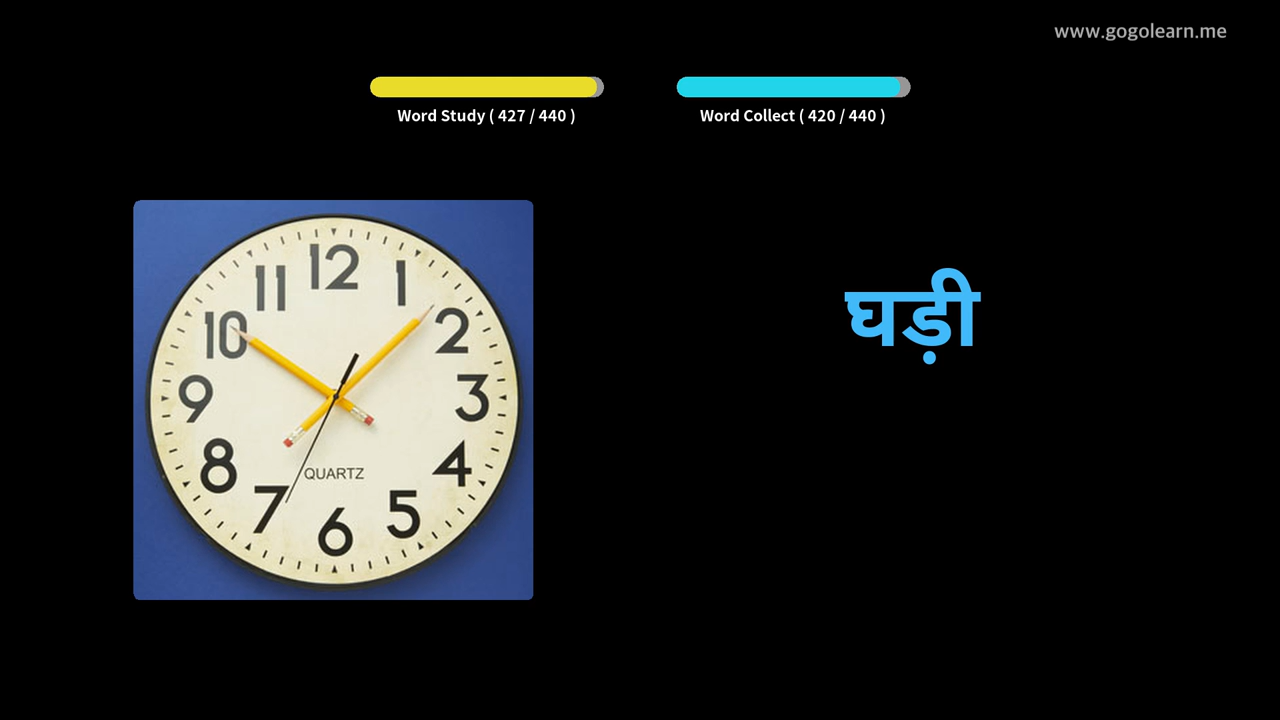 www.gogolearn.me
Word Study ( 427 / 440 )
Word Collect ( 420 / 440 )
घड़ी
12
11
1
10
2
9
3
8
4
QUARTZ
7
5
6